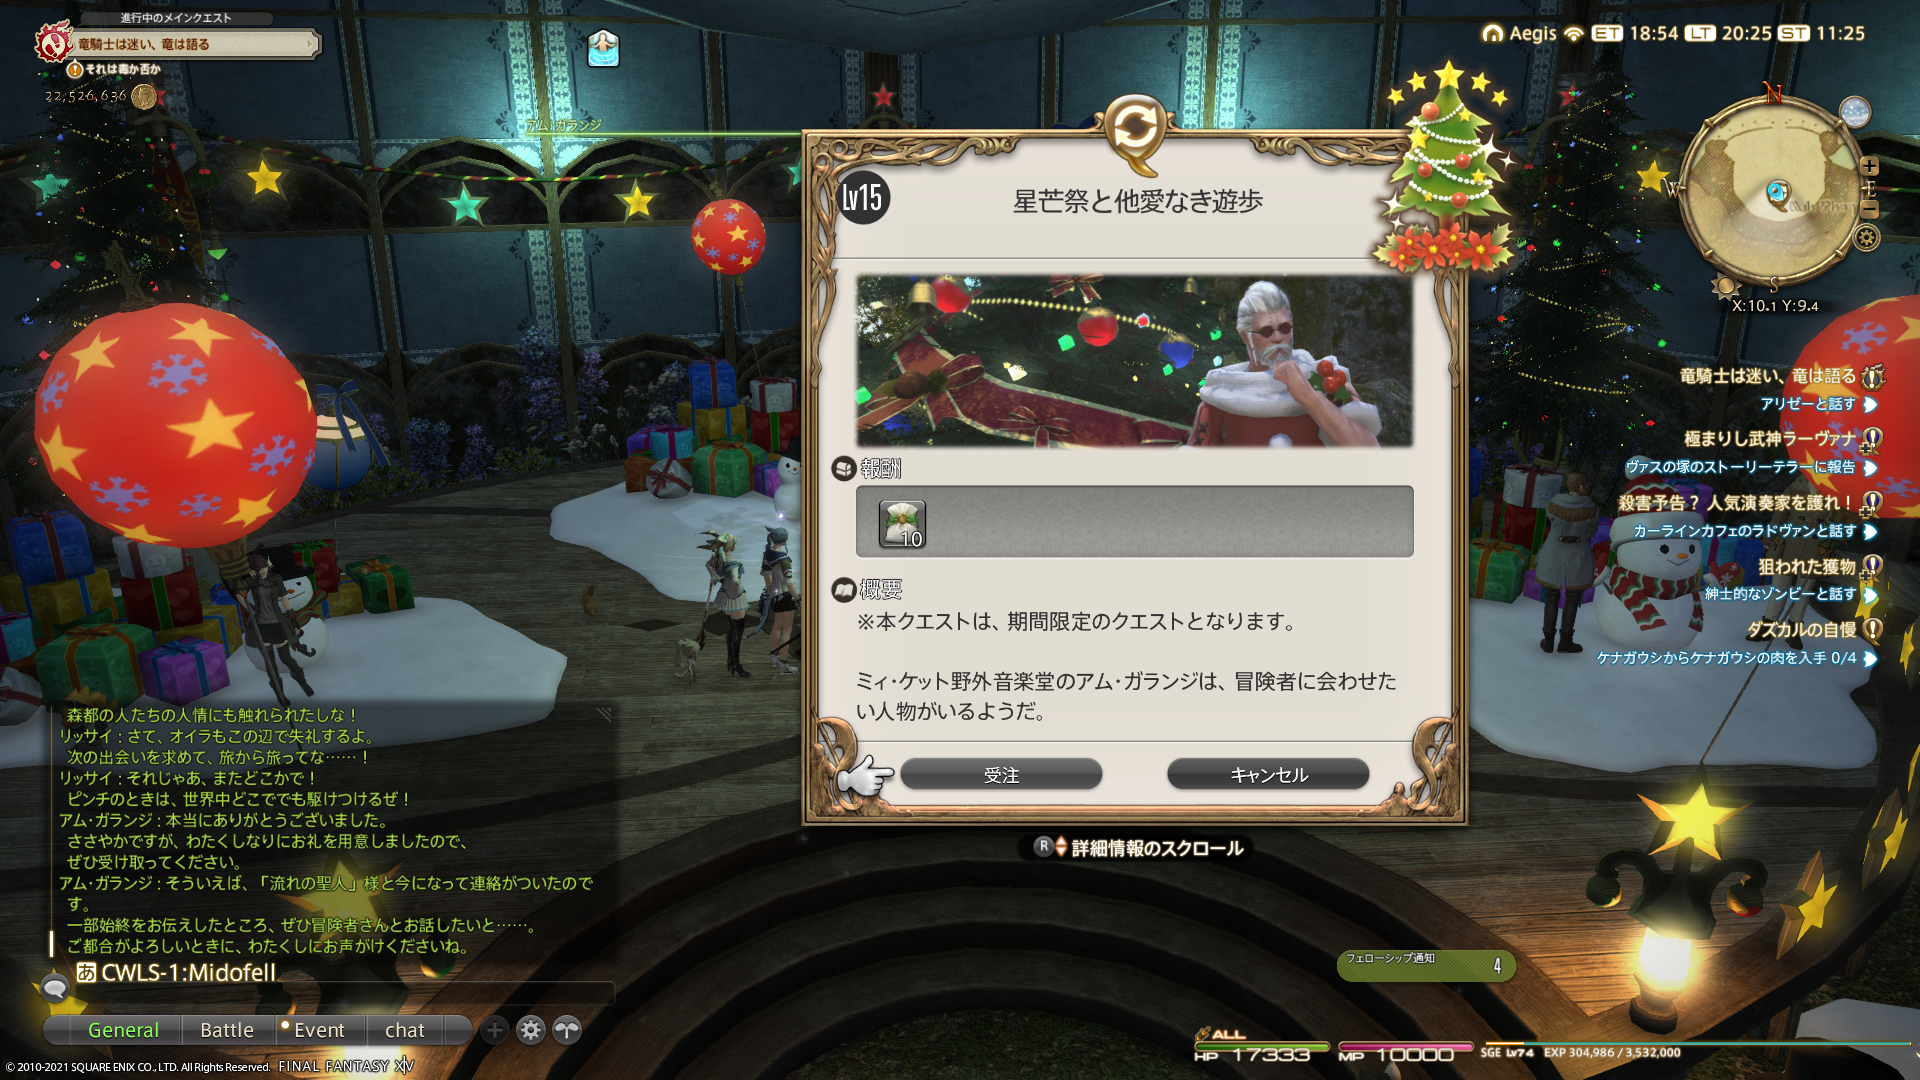 進行中のメインクエスト
竜騎士は迷い、竜は語る
それは毒か否か
22,526,636
アム・ガランジ
Aegis ET 18:54 LT 20:25 ST 11:25
N
W
E
S
X:10.1 Y:9.4
Lv15
星芒祭と他愛なき遊歩
報酬
10
概要
※本クエストは、期間限定のクエストとなります。
ミィ・ケット野外音楽堂のアム・ガランジは、冒険者に会わせた
い人物がいるようだ。
受注
キャンセル
R 詳細情報のスクロール
竜騎士は迷い、竜は語る
アリゼーと話す
極まりし武神ラーヴァナ
ヴァスの塚のストーリーテラーに報告
殺害予告？ 人気演奏家を護れ！
カーラインカフェのラドヴァンと話す
狙われた獲物
紳士的なゾンビーと話す
ダズカルの自慢
ケナガウシからケナガウシの肉を入手 0/4
森都の人たちの人情にも触れられたしな！
リッサイ：さて、オイラもこの辺で失礼するよ。
次の出会いを求めて、旅から旅ってな……！
リッサイ：それじゃあ、またどこかで！
ピンチのときは、世界中どこででも駆けつけるぜ！
アム・ガランジ：本当にありがとうございました。
ささやかですが、わたくしなりにお礼を用意しましたので、
ぜひ受け取ってください。
アム・ガランジ：そういえば、「流れの聖人」様と今になって連絡がついたので
す。
一部始終をお伝えしたところ、ぜひ冒険者さんとお話したいと……。
ご都合がよろしいときに、わたくしにお声がけくださいね。
あ CWLS-1:Midofell
General Battle Event chat
フェローシップ通知 4
ALL
HP 17333 MP 10000 SGE Lv74 EXP 304,986 / 3,532,000
© 2010-2021 SQUARE ENIX CO., LTD. All Rights Reserved. FINAL FANTASY XIV